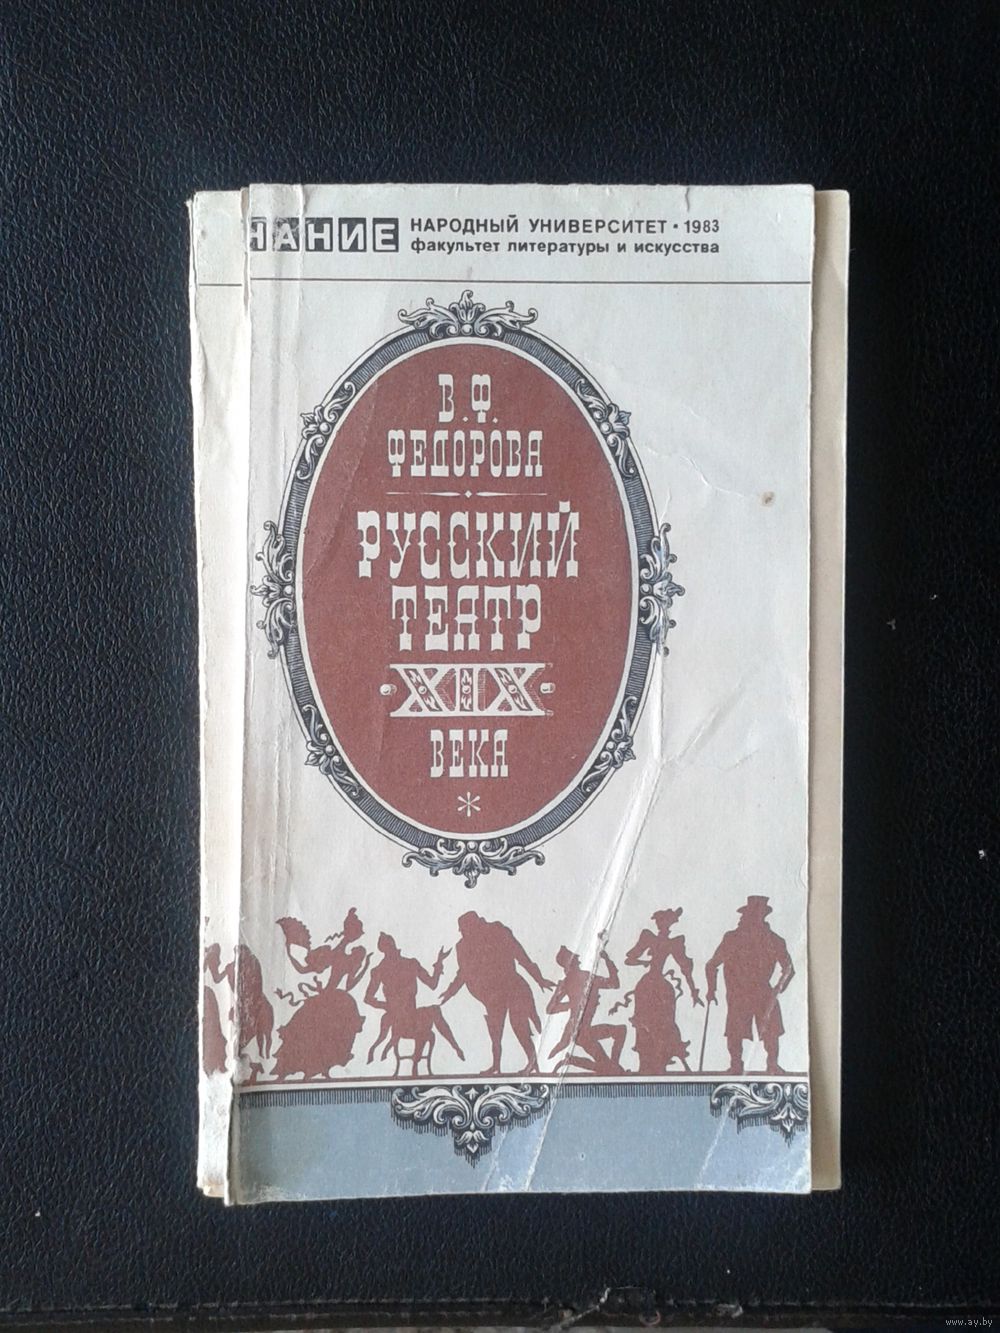 НАНИЕ НАРОДНЫЙ УНИВЕРСИТЕТ • 1983
факультет литературы и искусства
В. Ф.
ФЕДОРОВА
РУССКИЙ
ТЕАТР
XIX
ВЕКА
www.ay.by